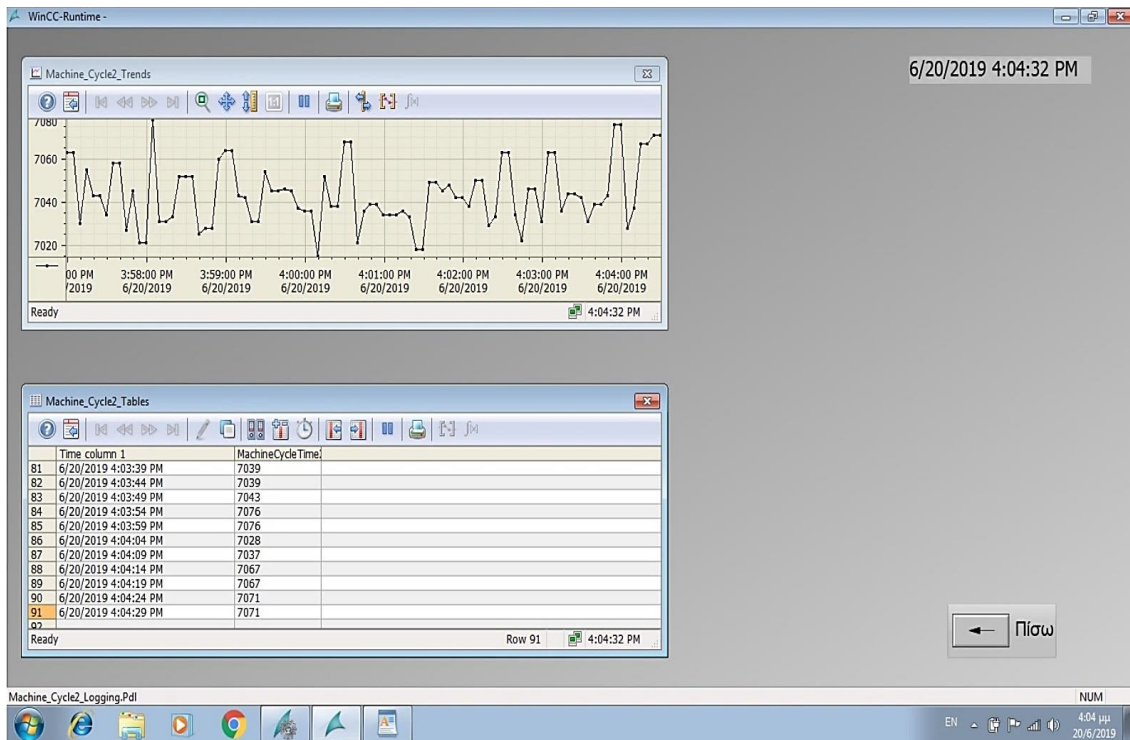 WinCC-Runtime -
6/20/2019 4:04:32 PM
Machine_Cycle2_Trends
7080
7060
7040
7020
00 PM 3:58:00 PM 3:59:00 PM 4:00:00 PM 4:01:00 PM 4:02:00 PM 4:03:00 PM 4:04:00 PM
/2019 6/20/2019 6/20/2019 6/20/2019 6/20/2019 6/20/2019 6/20/2019 6/20/2019
Ready 4:04:32 PM
Machine_Cycle2_Tables
Time column 1 MachineCycleTime2
81 6/20/2019 4:03:39 PM 7039
82 6/20/2019 4:03:44 PM 7039
83 6/20/2019 4:03:49 PM 7043
84 6/20/2019 4:03:54 PM 7076
85 6/20/2019 4:03:59 PM 7076
86 6/20/2019 4:04:04 PM 7028
87 6/20/2019 4:04:09 PM 7037
88 6/20/2019 4:04:14 PM 7067
89 6/20/2019 4:04:19 PM 7067
90 6/20/2019 4:04:24 PM 7071
91 6/20/2019 4:04:29 PM 7071
92
Ready Row 91 4:04:32 PM
Πίσω
Machine_Cycle2_Logging.Pdl NUM
EN 4:04 μμ
20/6/2019